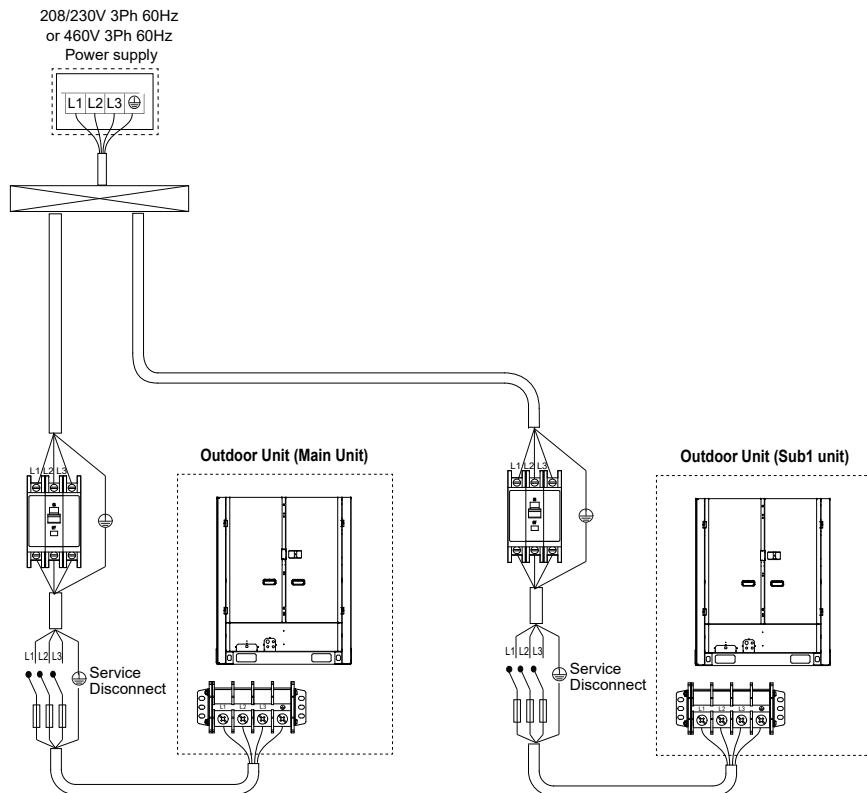 208/230V 3Ph 60Hz
or 460V 3Ph 60Hz
Power supply
L1 L2 L3
Outdoor Unit (Main Unit)
Outdoor Unit (Sub1 unit)
L1 L2 L3
L1 L2 L3
L1 L2 L3
Service
Disconnect
L1 L2 L3
Service
Disconnect
L1 L2 L3
L1 L2 L3